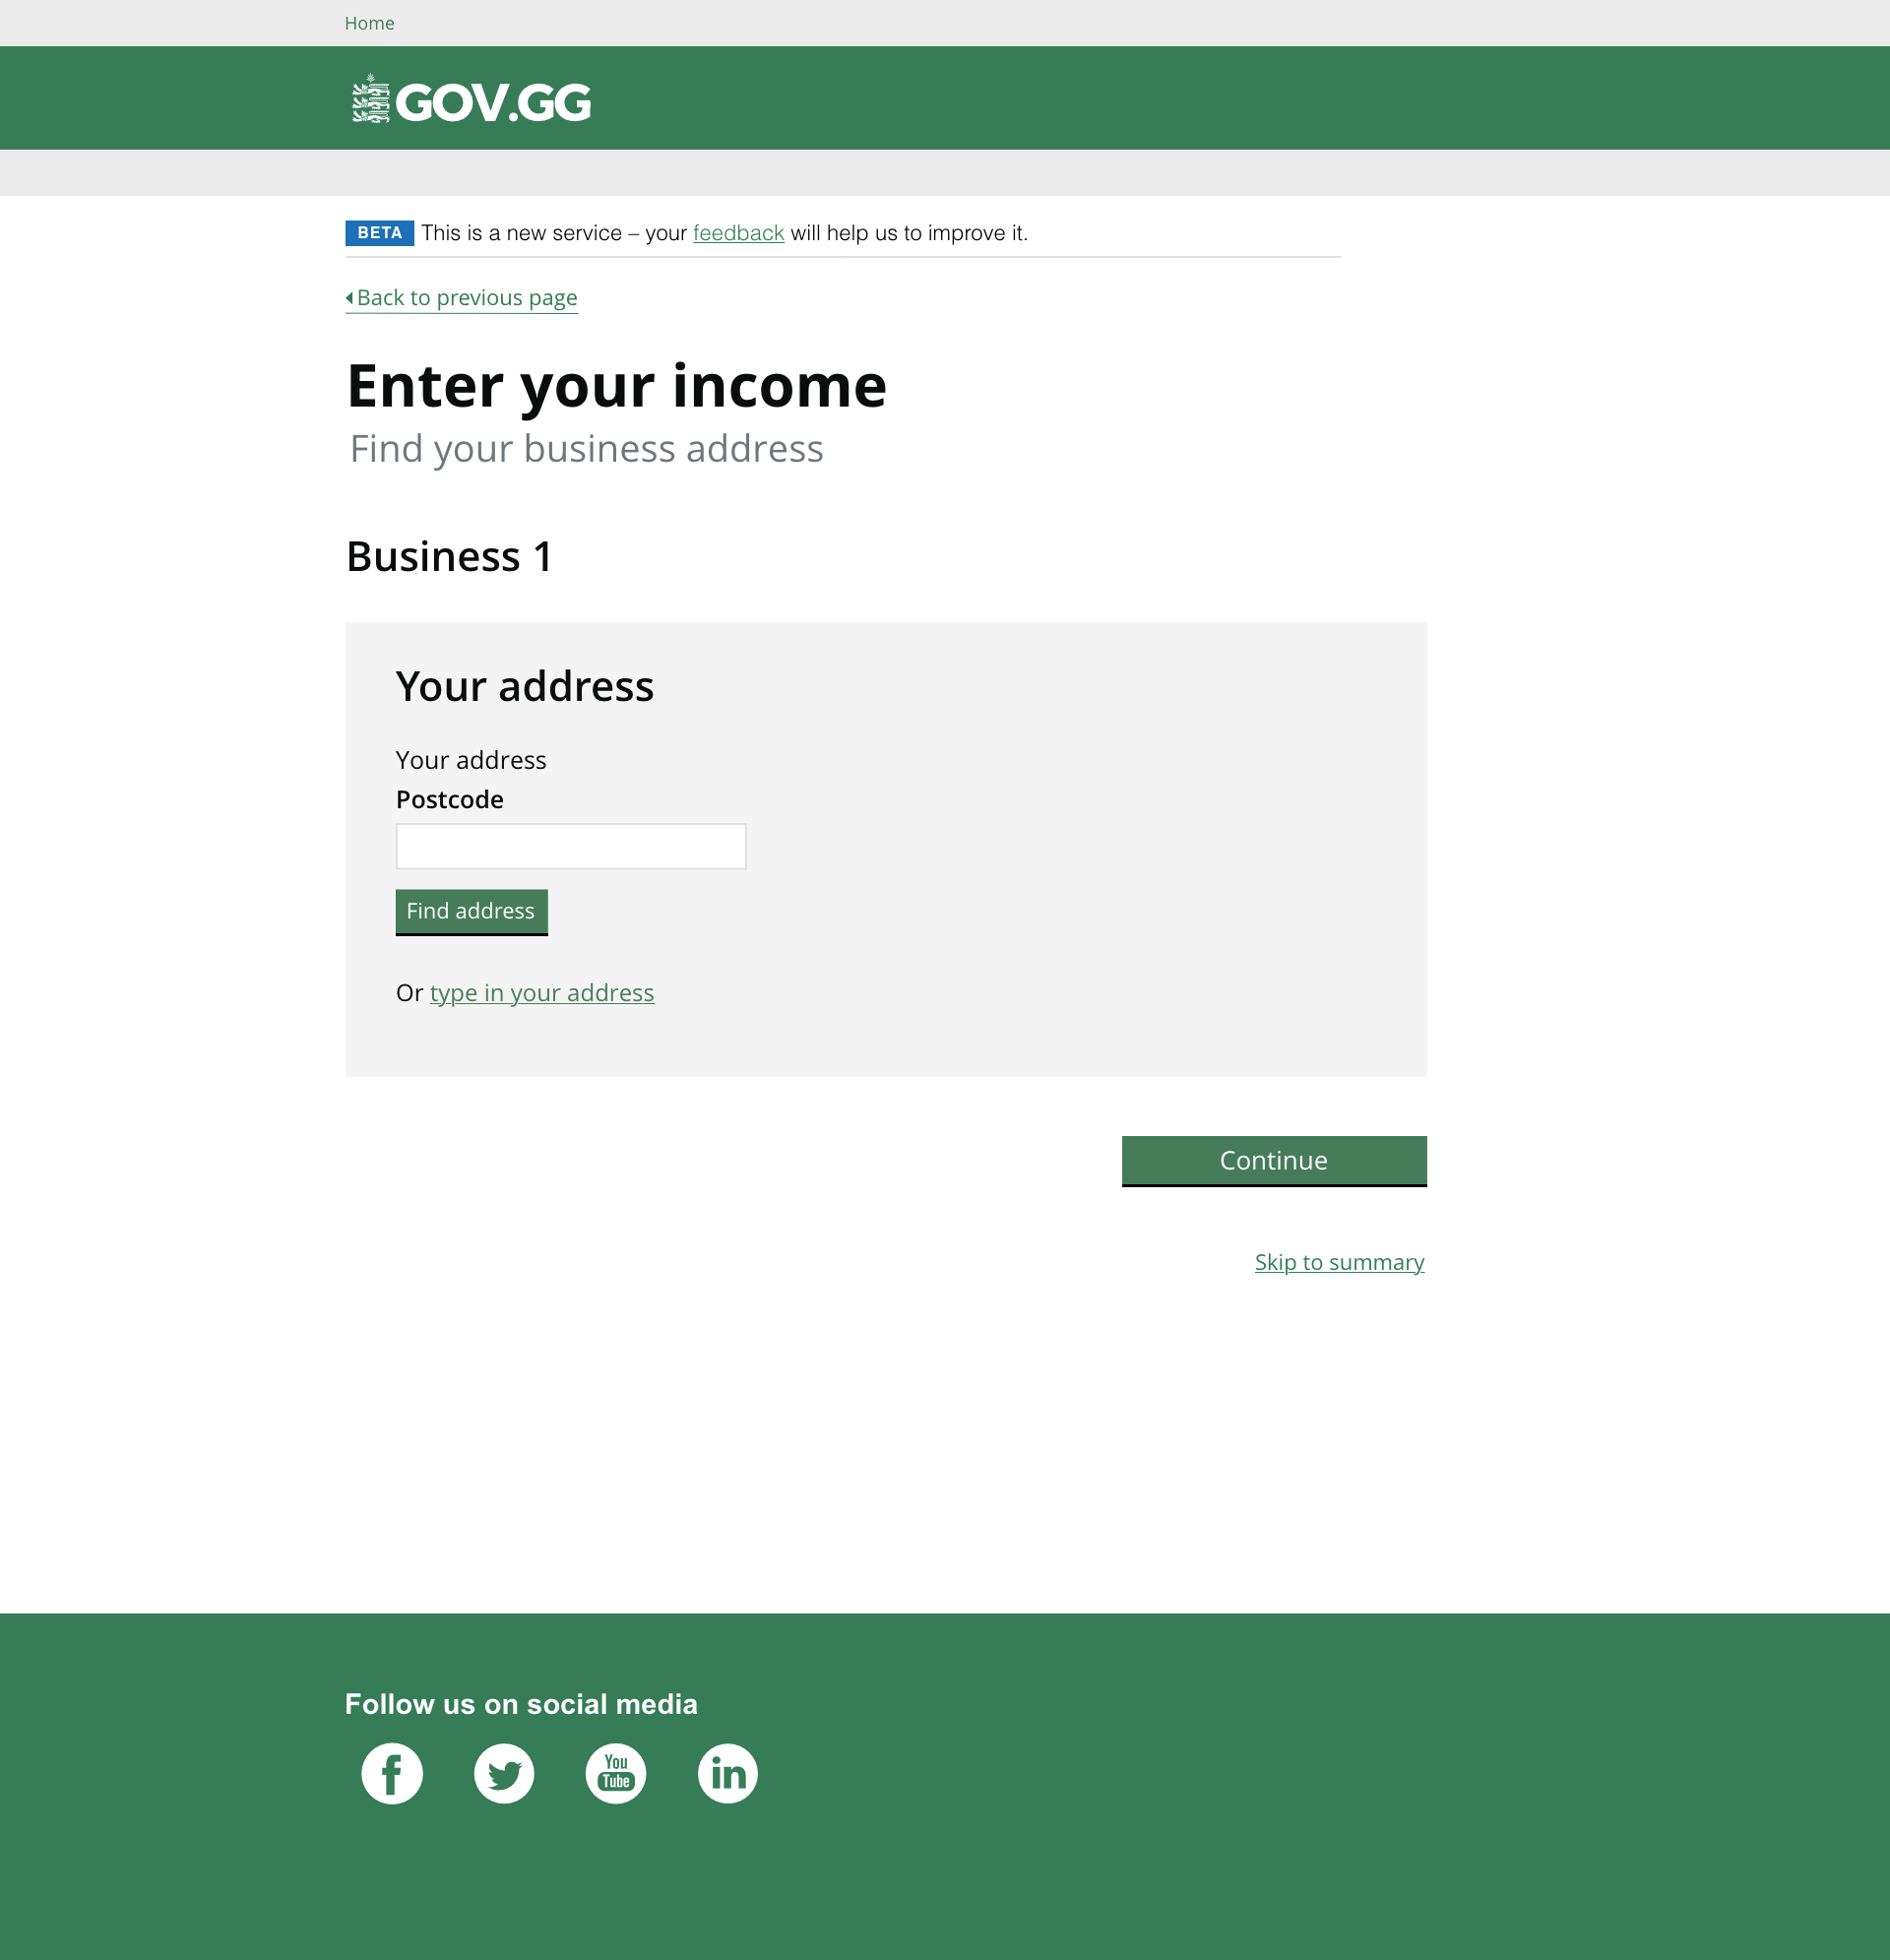 Home
GOV.GG
BETA This is a new service – your feedback will help us to improve it.
Back to previous page
Enter your income
Find your business address
Business 1
Your address
Your address
Postcode
Find address
Or type in your address
Continue
Skip to summary
Follow us on social media
f You Tube in